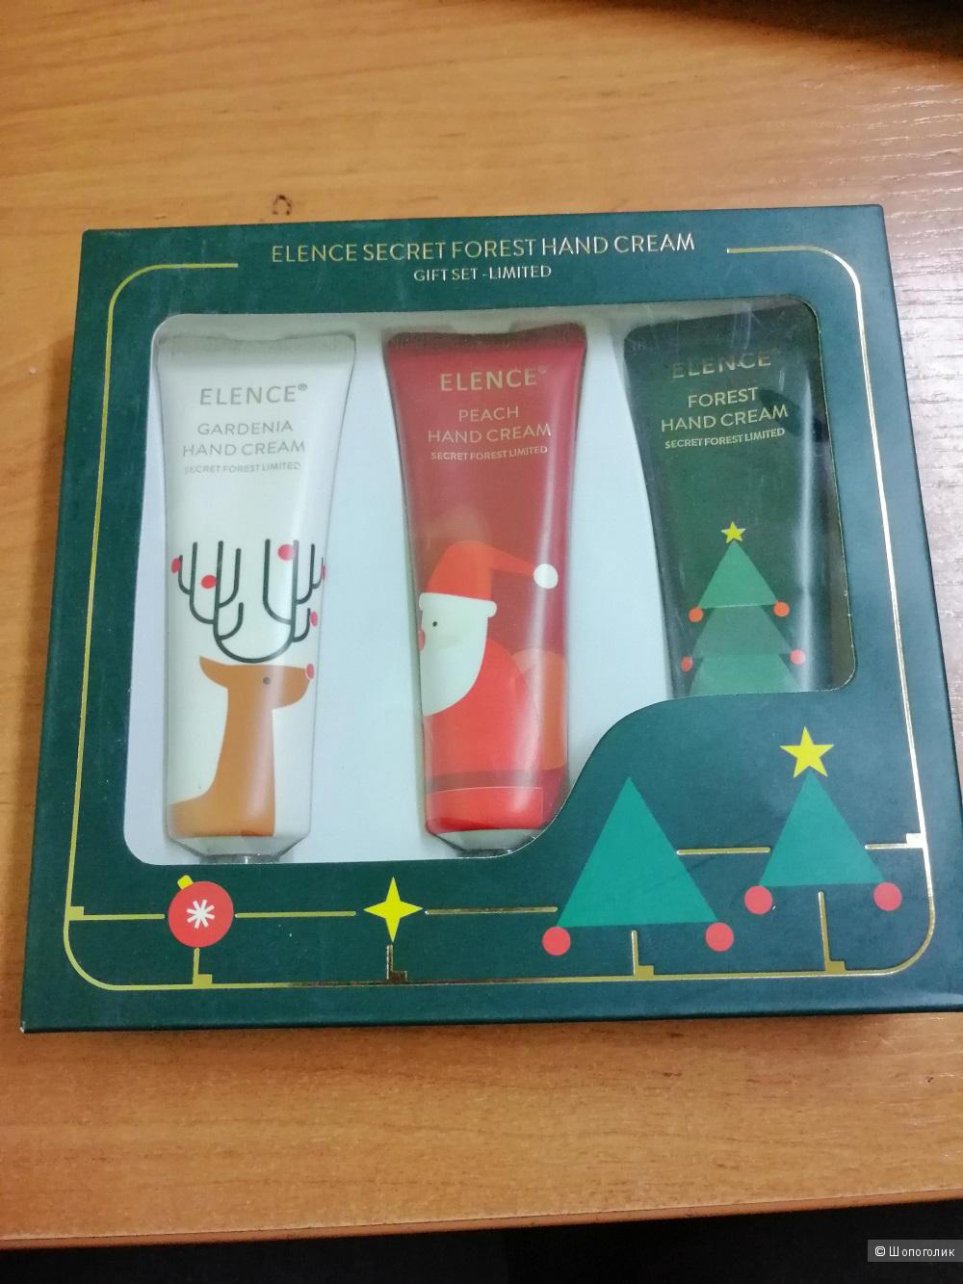 ELENCE SECRET FOREST HAND CREAM
GIFT SET - LIMITED
ELENCE®
GARDENIA
HAND CREAM
SECRET FOREST LIMITED
ELENCE®
PEACH
HAND CREAM
SECRET FOREST LIMITED
ELENCE®
FOREST
HAND CREAM
SECRET FOREST LIMITED
© Шопоголик